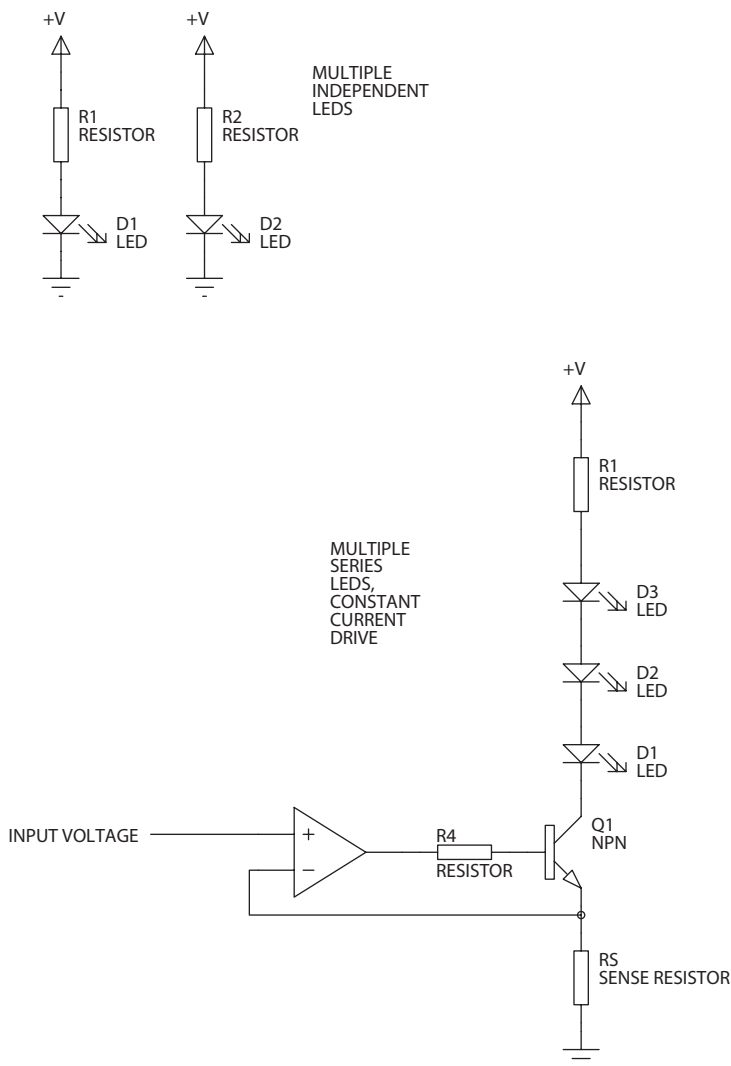 +V
+V
MULTIPLE
INDEPENDENT
LEDS
R1
RESISTOR
R2
RESISTOR
D1
LED
D2
LED
+V
R1
RESISTOR
MULTIPLE
SERIES
LEDS,
CONSTANT
CURRENT
DRIVE
D3
LED
D2
LED
D1
LED
INPUT VOLTAGE
+
−
R4
RESISTOR
Q1
NPN
RS
SENSE RESISTOR